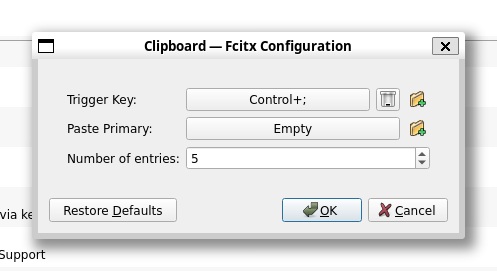 Clipboard — Fcitx Configuration
Trigger Key: Control+;
Paste Primary: Empty
Number of entries: 5
via ke
Restore Defaults OK Cancel
Support